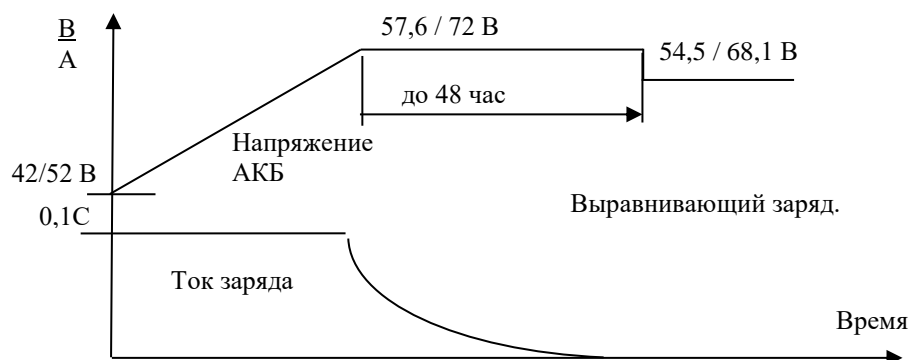 В
А
57,6 / 72 В
54,5 / 68,1 В
до 48 час
Напряжение
АКБ
42/52 В
0,1С
Выравнивающий заряд.
Ток заряда
Время